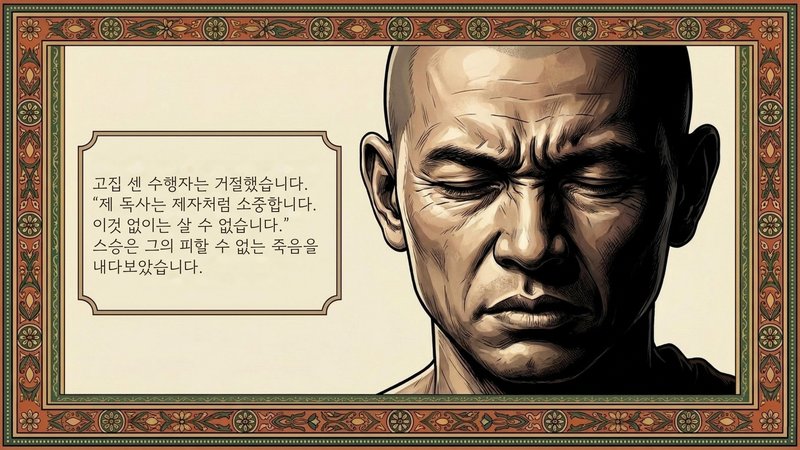 고집 센 수행자는 거절했습니다.
“제 독사는 제자처럼 소중합니다.
이것 없이는 살 수 없습니다.”
스승은 그의 피할 수 없는 죽음을
내다보았습니다.